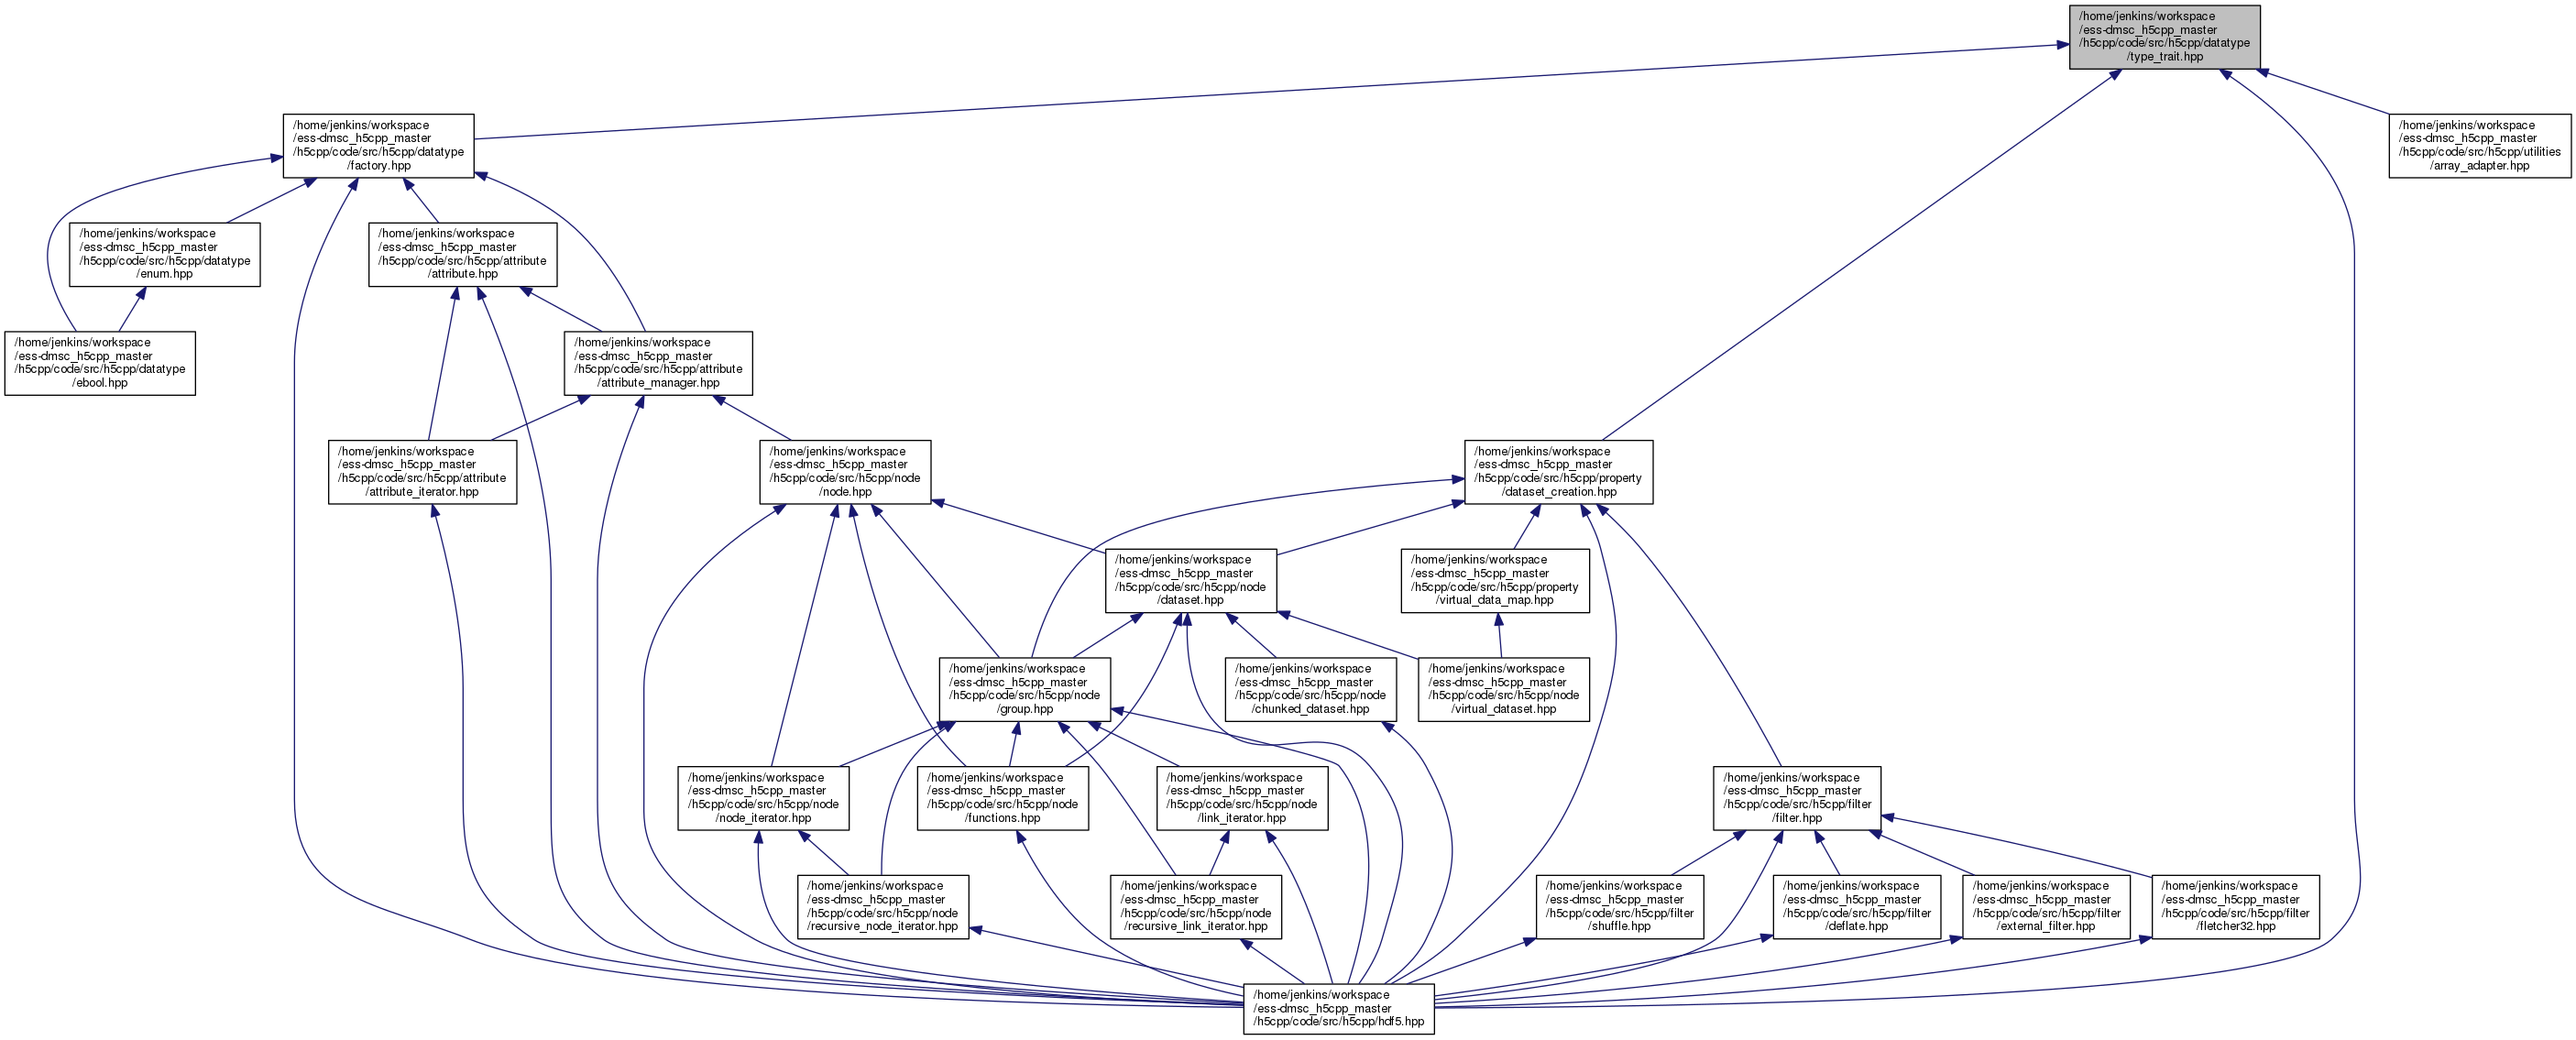 /home/jenkins/workspace
/ess-dmsc_h5cpp_master
/h5cpp/code/src/h5cpp/datatype
/type_trait.hpp
/home/jenkins/workspace
/ess-dmsc_h5cpp_master
/h5cpp/code/src/h5cpp/datatype
/factory.hpp
/home/jenkins/workspace
/ess-dmsc_h5cpp_master
/h5cpp/code/src/h5cpp/utilities
/array_adapter.hpp
/home/jenkins/workspace
/ess-dmsc_h5cpp_master
/h5cpp/code/src/h5cpp/datatype
/enum.hpp
/home/jenkins/workspace
/ess-dmsc_h5cpp_master
/h5cpp/code/src/h5cpp/attribute
/attribute.hpp
/home/jenkins/workspace
/ess-dmsc_h5cpp_master
/h5cpp/code/src/h5cpp/datatype
/ebool.hpp
/home/jenkins/workspace
/ess-dmsc_h5cpp_master
/h5cpp/code/src/h5cpp/attribute
/attribute_manager.hpp
/home/jenkins/workspace
/ess-dmsc_h5cpp_master
/h5cpp/code/src/h5cpp/attribute
/attribute_iterator.hpp
/home/jenkins/workspace
/ess-dmsc_h5cpp_master
/h5cpp/code/src/h5cpp/node
/node.hpp
/home/jenkins/workspace
/ess-dmsc_h5cpp_master
/h5cpp/code/src/h5cpp/property
/dataset_creation.hpp
/home/jenkins/workspace
/ess-dmsc_h5cpp_master
/h5cpp/code/src/h5cpp/node
/dataset.hpp
/home/jenkins/workspace
/ess-dmsc_h5cpp_master
/h5cpp/code/src/h5cpp/property
/virtual_data_map.hpp
/home/jenkins/workspace
/ess-dmsc_h5cpp_master
/h5cpp/code/src/h5cpp/node
/group.hpp
/home/jenkins/workspace
/ess-dmsc_h5cpp_master
/h5cpp/code/src/h5cpp/node
/chunked_dataset.hpp
/home/jenkins/workspace
/ess-dmsc_h5cpp_master
/h5cpp/code/src/h5cpp/node
/virtual_dataset.hpp
/home/jenkins/workspace
/ess-dmsc_h5cpp_master
/h5cpp/code/src/h5cpp/node
/node_iterator.hpp
/home/jenkins/workspace
/ess-dmsc_h5cpp_master
/h5cpp/code/src/h5cpp/node
/functions.hpp
/home/jenkins/workspace
/ess-dmsc_h5cpp_master
/h5cpp/code/src/h5cpp/node
/link_iterator.hpp
/home/jenkins/workspace
/ess-dmsc_h5cpp_master
/h5cpp/code/src/h5cpp/filter
/filter.hpp
/home/jenkins/workspace
/ess-dmsc_h5cpp_master
/h5cpp/code/src/h5cpp/node
/recursive_node_iterator.hpp
/home/jenkins/workspace
/ess-dmsc_h5cpp_master
/h5cpp/code/src/h5cpp/node
/recursive_link_iterator.hpp
/home/jenkins/workspace
/ess-dmsc_h5cpp_master
/h5cpp/code/src/h5cpp/filter
/shuffle.hpp
/home/jenkins/workspace
/ess-dmsc_h5cpp_master
/h5cpp/code/src/h5cpp/filter
/deflate.hpp
/home/jenkins/workspace
/ess-dmsc_h5cpp_master
/h5cpp/code/src/h5cpp/filter
/external_filter.hpp
/home/jenkins/workspace
/ess-dmsc_h5cpp_master
/h5cpp/code/src/h5cpp/filter
/fletcher32.hpp
/home/jenkins/workspace
/ess-dmsc_h5cpp_master
/h5cpp/code/src/h5cpp/hdf5.hpp